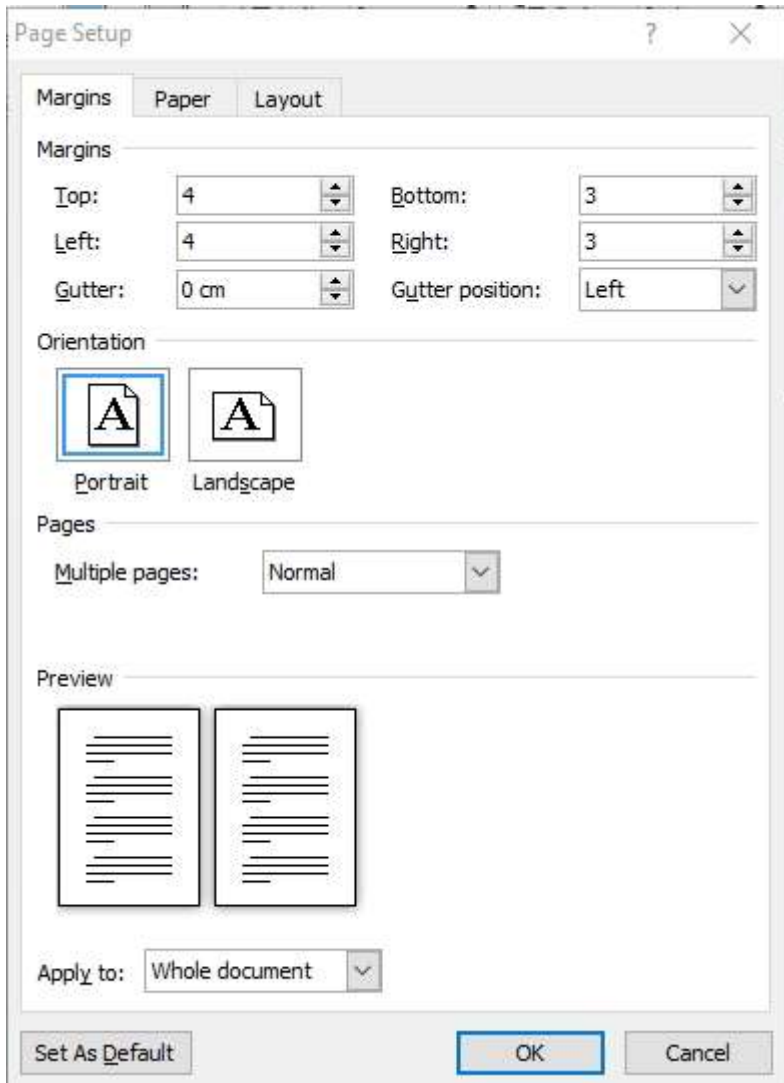 Page Setup ?
Margins Paper Layout
Margins
Top: 4 Bottom: 3
Left: 4 Right: 3
Gutter: 0 cm Gutter position: Left
Orientation
A A
Portrait Landscape
Pages
Multiple pages: Normal
Preview
Apply to: Whole document
Set As Default OK Cancel